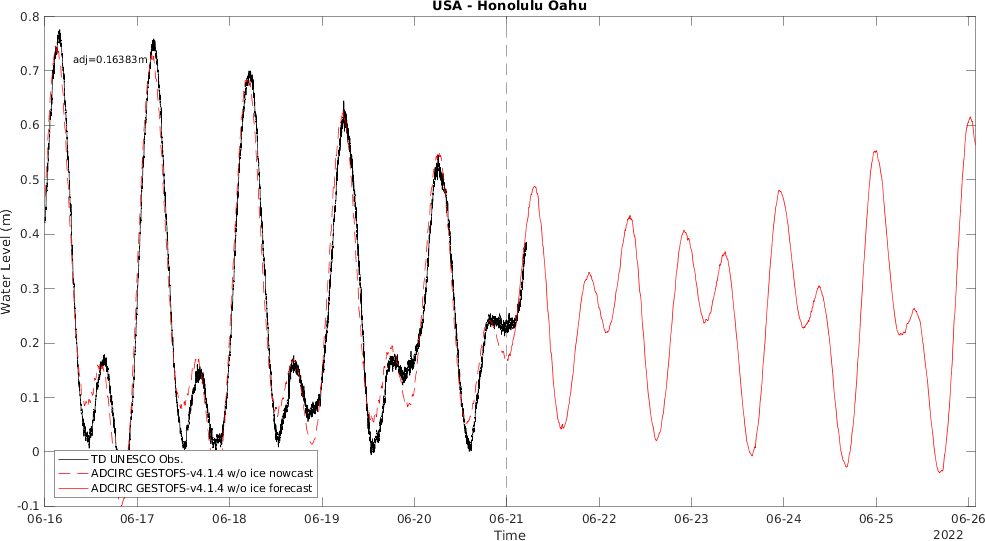 USA - Honolulu Oahu
0.8
0.7
0.6
0.5
0.4
0.3
0.2
0.1
0
-0.1
Water Level (m)
adj=0.16383m
TD UNESCO Obs.
ADCIRC GESTOFS-v4.1.4 w/o ice nowcast
ADCIRC GESTOFS-v4.1.4 w/o ice forecast
06-16 06-17 06-18 06-19 06-20 06-21 06-22 06-23 06-24 06-25 06-26
Time
2022